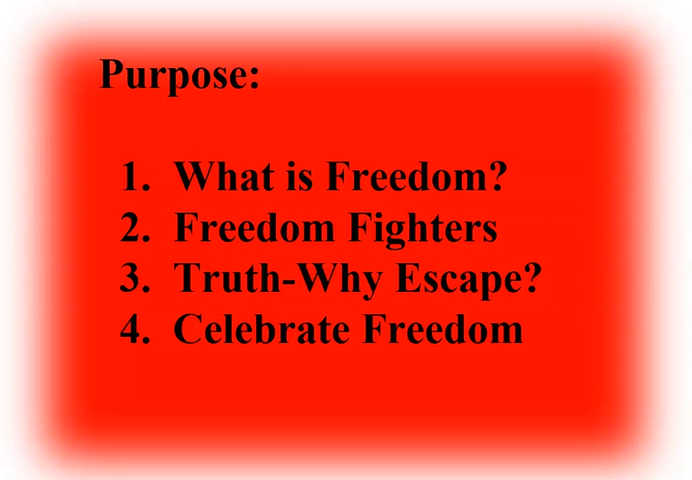 Purpose:
1. What is Freedom?
2. Freedom Fighters
3. Truth-Why Escape?
4. Celebrate Freedom